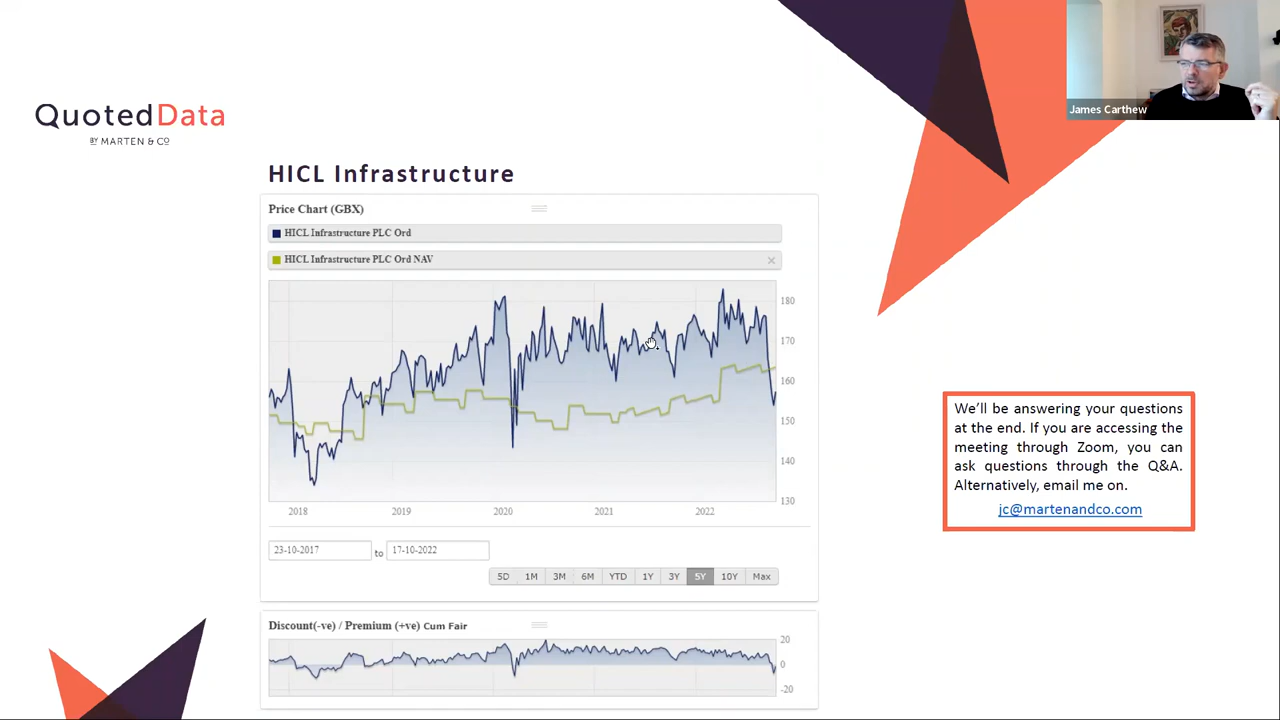 James Carthew
QuotedData
BY MARTEN & CO
HICL Infrastructure
Price Chart (GBX)
HICL Infrastructure PLC Ord
HICL Infrastructure PLC Ord NAV
180
170
160
150
140
130
2018 2019 2020 2021 2022
23-10-2017 to 17-10-2022
5D 1M 3M 6M YTD 1Y 3Y 5Y 10Y Max
Discount(-ve) / Premium (+ve) Cum Fair
20
0
-20
We'll be answering your questions
at the end. If you are accessing the
meeting through Zoom, you can
ask questions through the Q&A.
Alternatively, email me on.
jc@martenandco.com